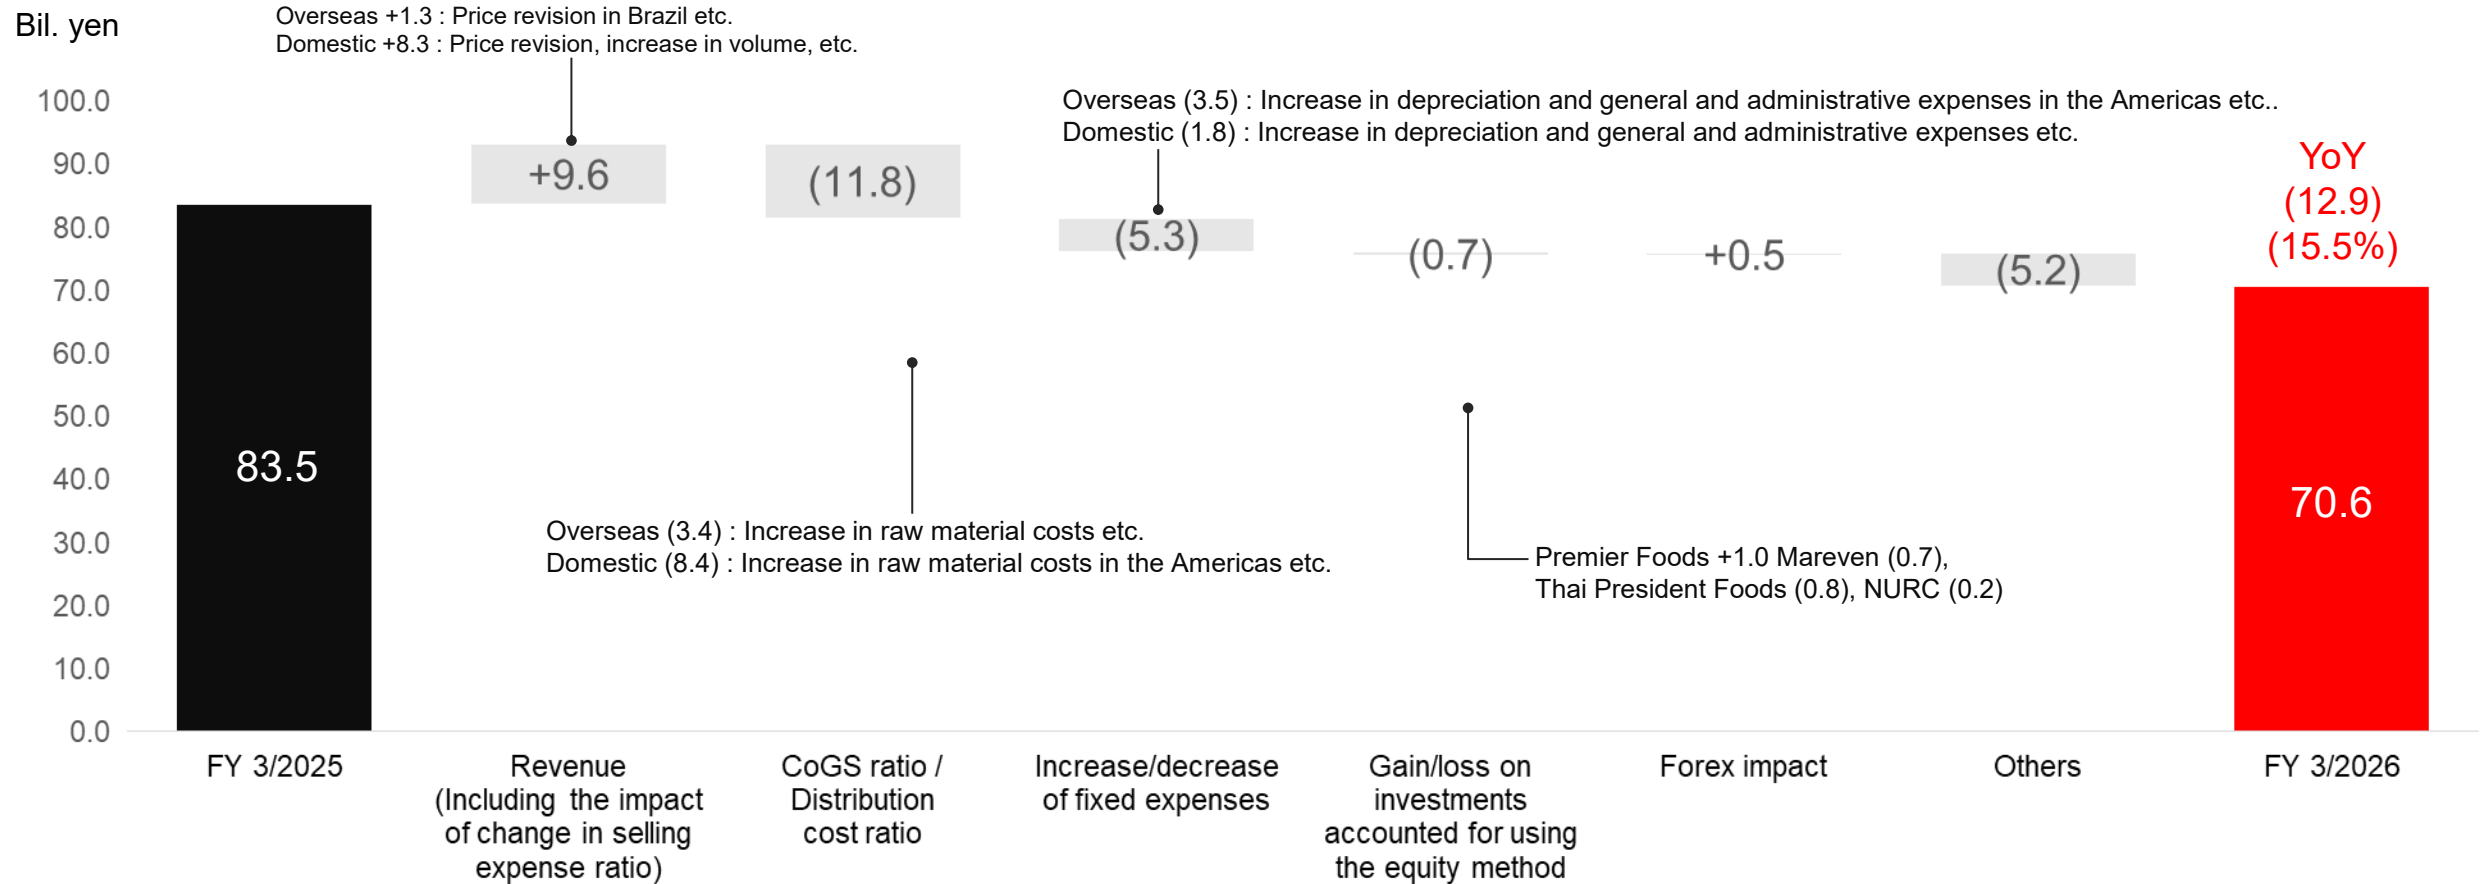 Bil. yen
Overseas +1.3 : Price revision in Brazil etc.
Domestic +8.3 : Price revision, increase in volume, etc.
Overseas (3.5) : Increase in depreciation and general and administrative expenses in the Americas etc..
Domestic (1.8) : Increase in depreciation and general and administrative expenses etc.
100.0
90.0
80.0
70.0
60.0
50.0
40.0
30.0
20.0
10.0
0.0
83.5
+9.6
(11.8)
(5.3)
(0.7)
+0.5
(5.2)
YoY
(12.9)
(15.5%)
70.6
Overseas (3.4) : Increase in raw material costs etc.
Domestic (8.4) : Increase in raw material costs in the Americas etc.
Premier Foods +1.0 Mareven (0.7),
Thai President Foods (0.8), NURC (0.2)
FY 3/2025
Revenue
(Including the impact
of change in selling
expense ratio)
CoGS ratio /
Distribution
cost ratio
Increase/decrease
of fixed expenses
Gain/loss on
investments
accounted for using
the equity method
Forex impact
Others
FY 3/2026